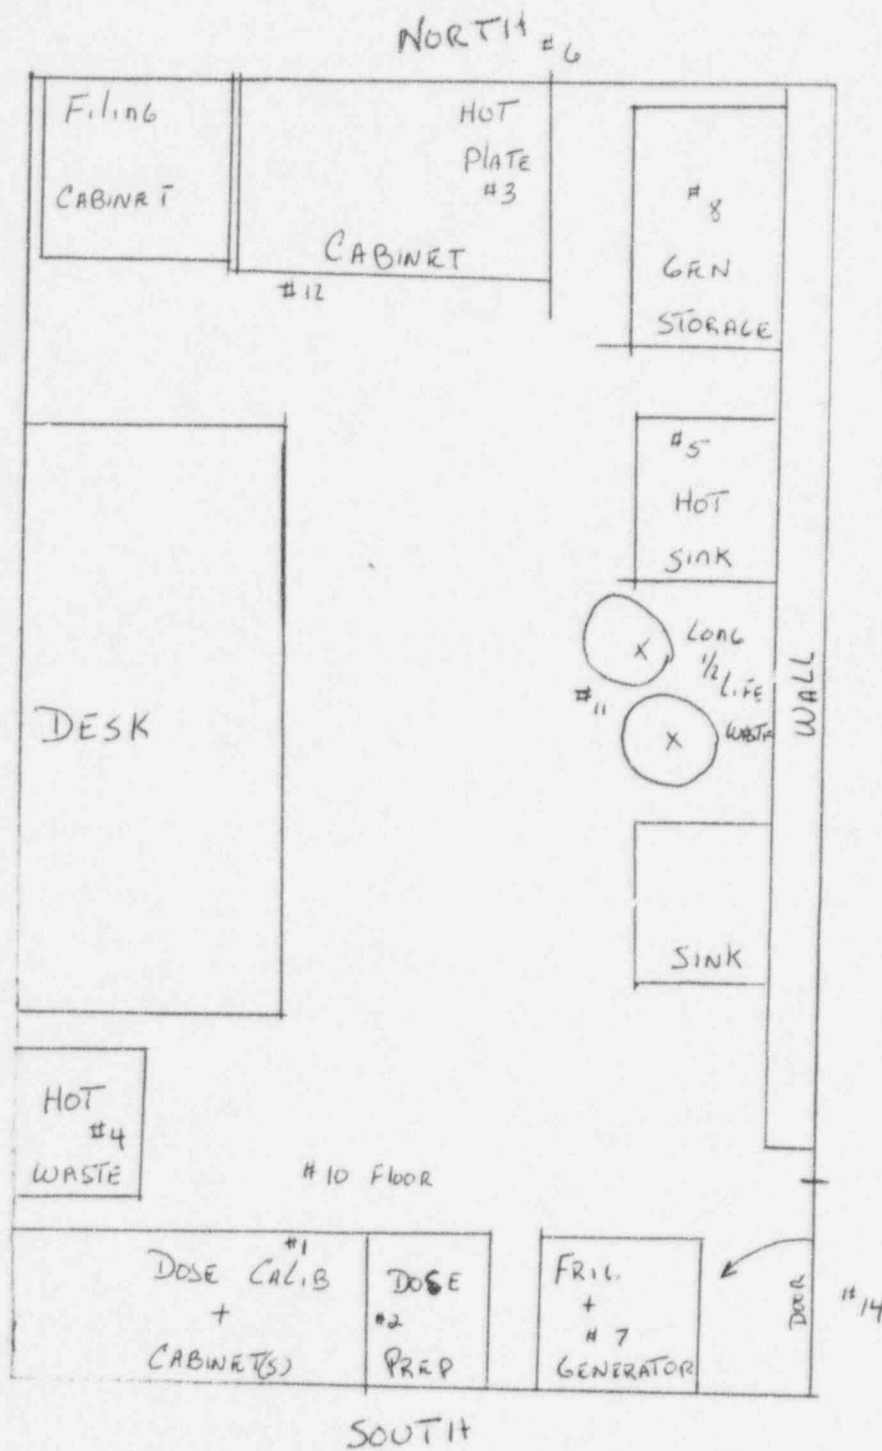 NORTH #6
Filing
CABINET
HOT
PLATE
#3
CABINET
#12
#8
GEN
STORAGE
#5
HOT
SINK
LONG
1/2 LIFE
WASTE
#11
WALL
DESK
SINK
HOT
#4
WASTE
#10 FLOOR
#1
DOSE CALIB
+
CABINET(S)
DOSE
#2
PREP
FRIG.
+
#7
GENERATOR
DOOR
#14
SOUTH